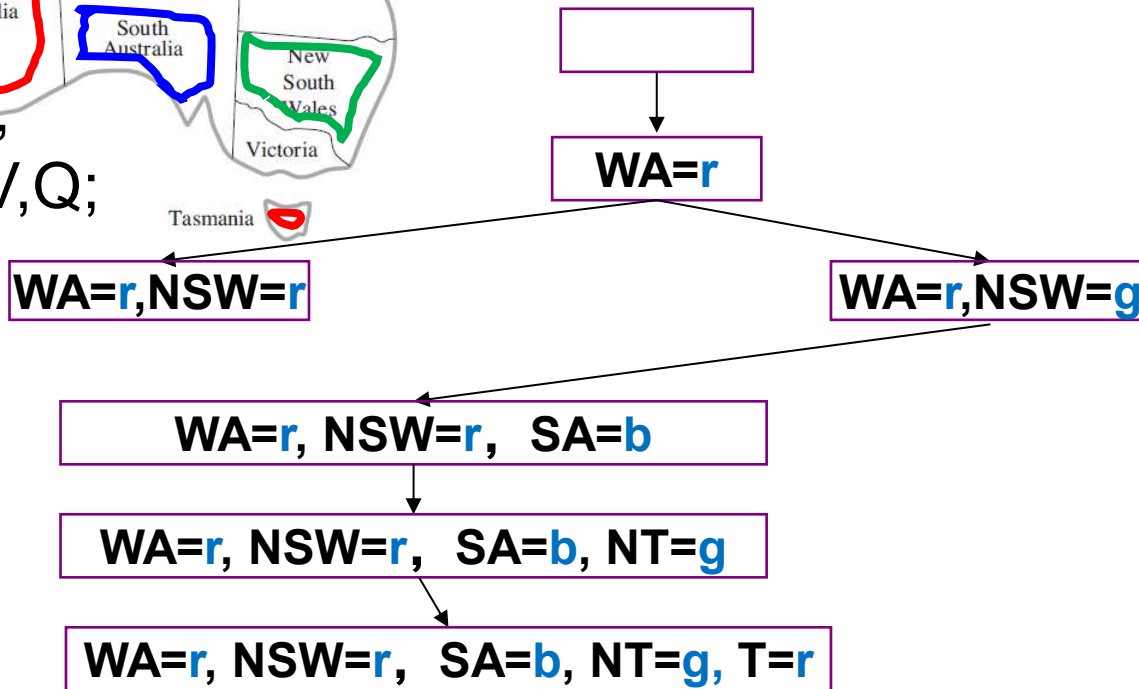 lia
South
Australia
New
South
Wales
Victoria
Tasmania
,Q;
WA=r
WA=r,NSW=r
WA=r,NSW=g
WA=r, NSW=r, SA=b
WA=r, NSW=r, SA=b, NT=g
WA=r, NSW=r, SA=b, NT=g, T=r